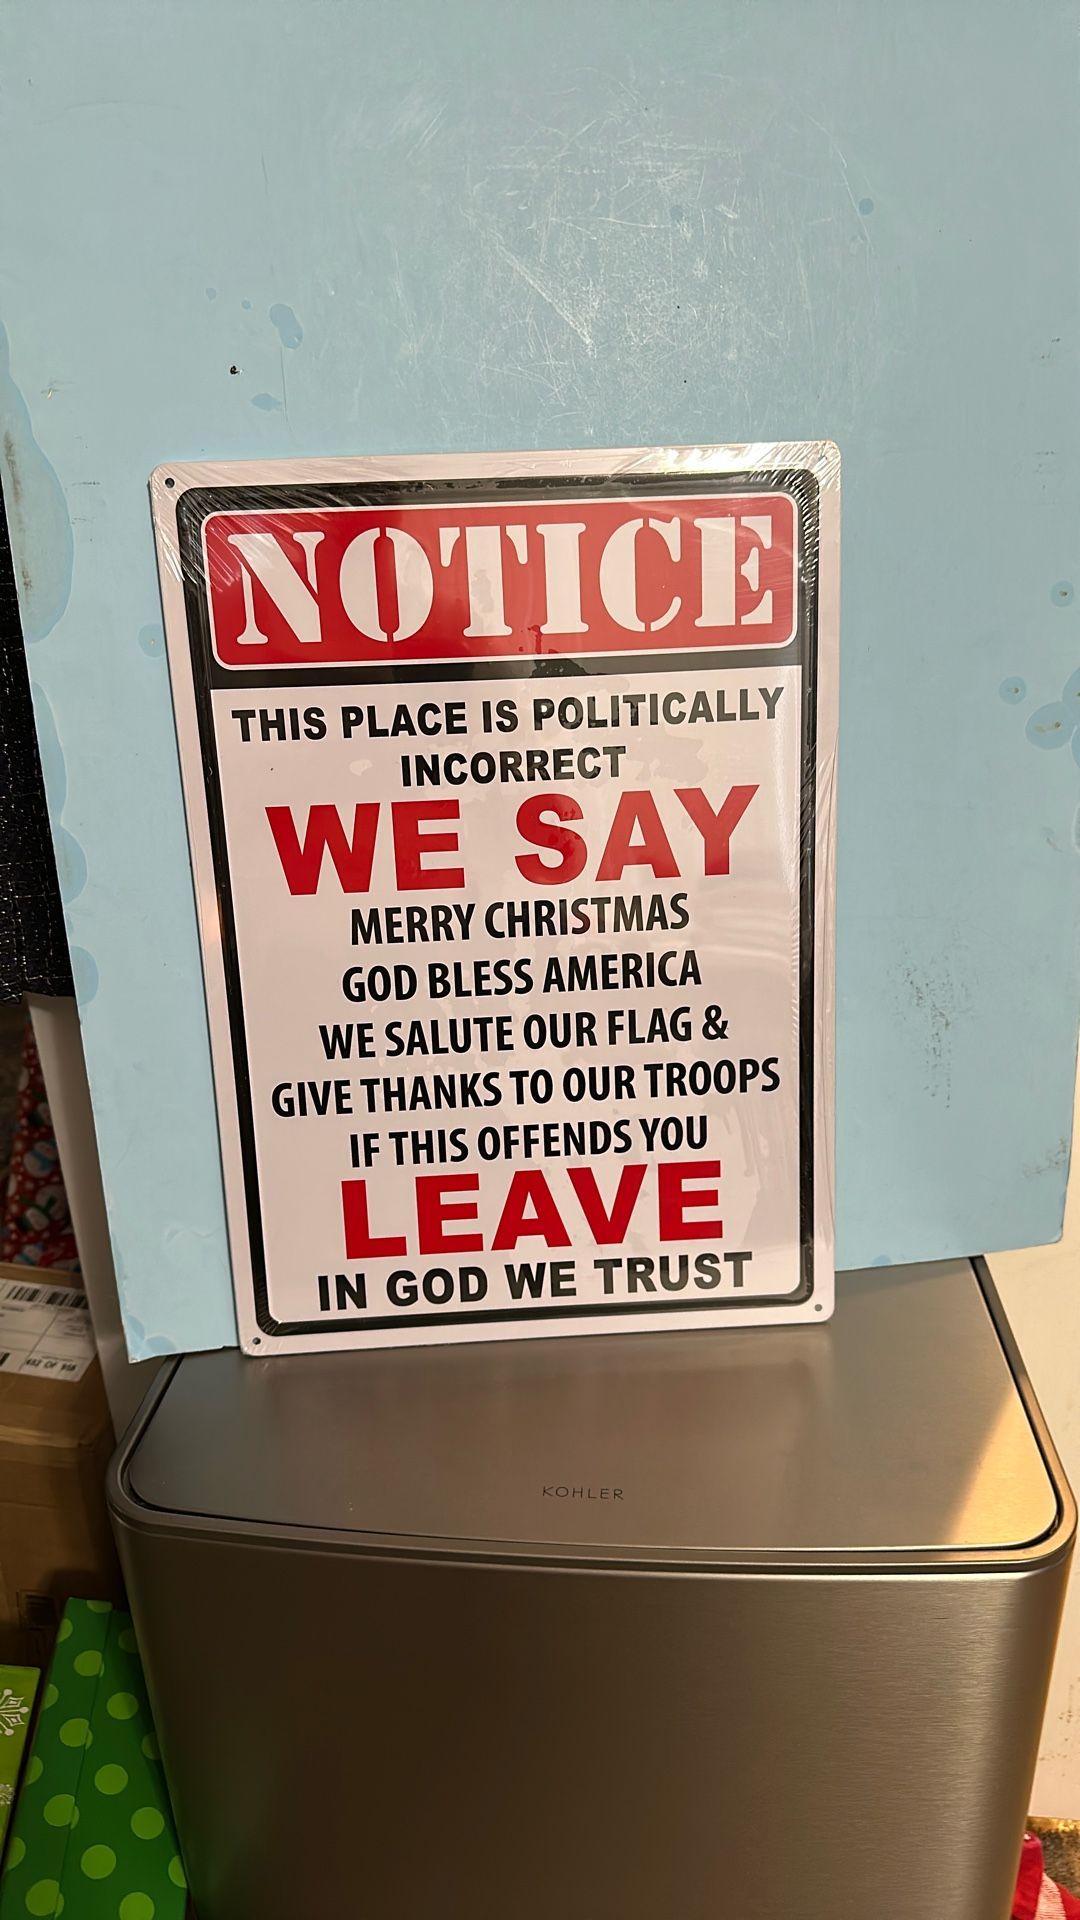 NOTICE
THIS PLACE IS POLITICALLY
INCORRECT
WE SAY
MERRY CHRISTMAS
GOD BLESS AMERICA
WE SALUTE OUR FLAG &
GIVE THANKS TO OUR TROOPS
IF THIS OFFENDS YOU
LEAVE
IN GOD WE TRUST
KOHLER